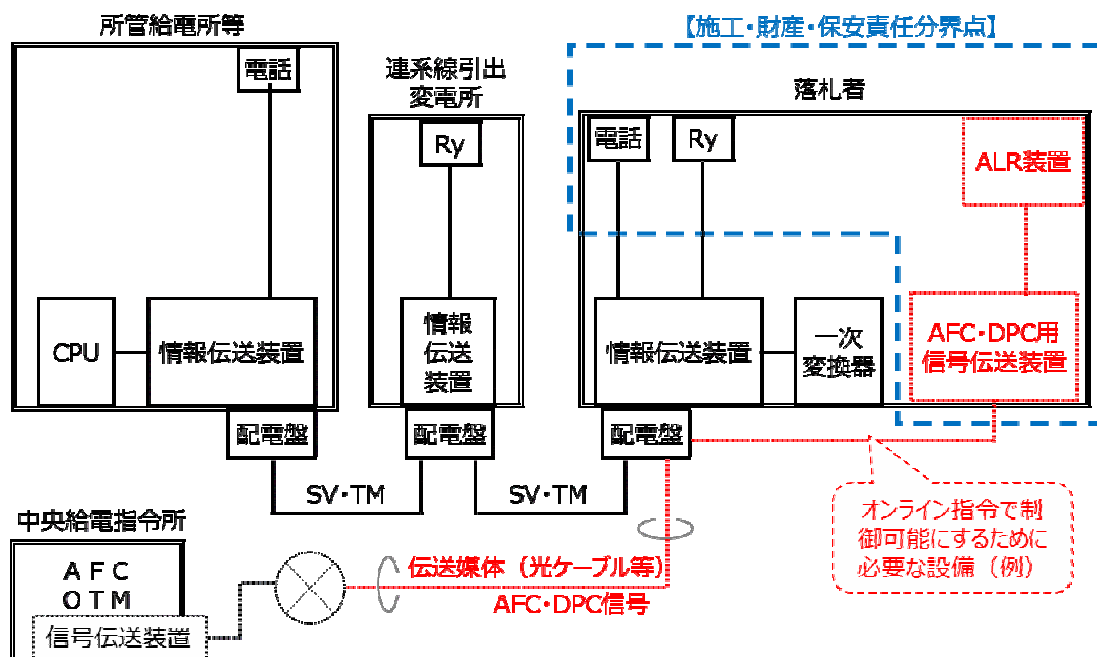 所管給電所等
【施工・財産・保安責任分界点】
電話
連系線引出
変電所
落札者
Ry
電話
Ry
ALR装置
CPU
情報伝送装置
情報
伝送
装置
情報伝送装置
一次
変換器
AFC・DPC用
信号伝送装置
配電盤
配電盤
配電盤
SV・TM
SV・TM
オンライン指令で制
御可能にするために
必要な設備（例）
中央給電指令所
AFC
OTM
信号伝送装置
伝送媒体（光ケーブル等）
AFC・DPC信号